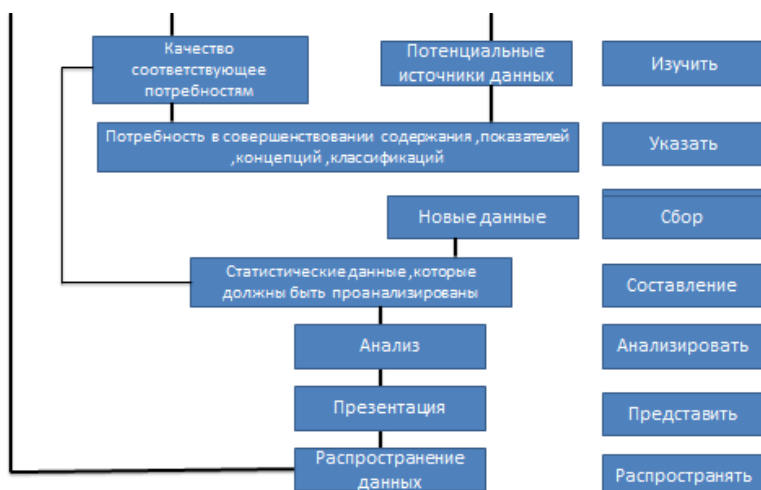 Качество
соответствующее
потребностям
Потенциальные
источники данных
Изучить
Потребность в совершенствовании содержания ,показателей
,концепций ,классификаций
Указать
Новые данные
Сбор
Статистические данные ,которые
должны быть проанализированы
Составление
Анализ
Анализировать
Презентация
Представить
Распространение
данных
Распространять